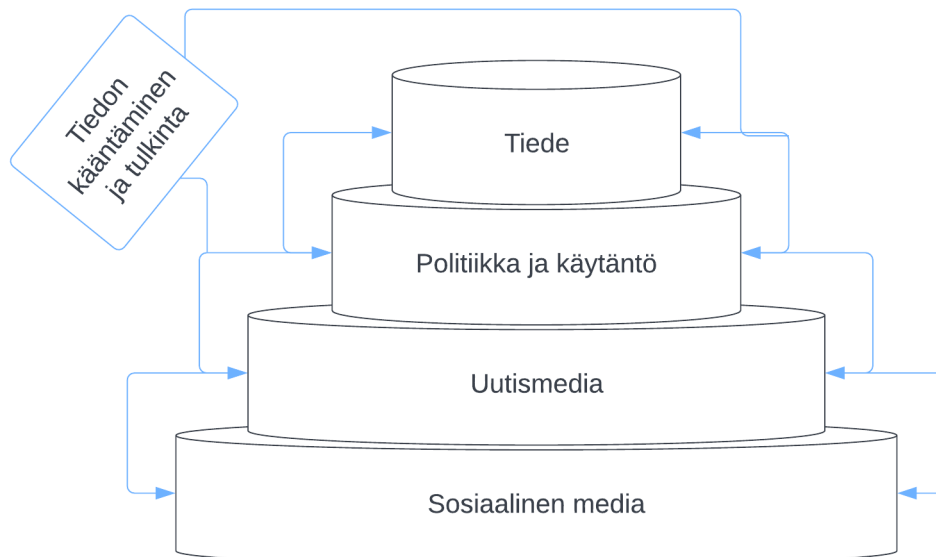 Tiedon
kääntäminen
ja tulkinta
Tiede
Politiikka ja käytäntö
Uutismedia
Sosiaalinen media